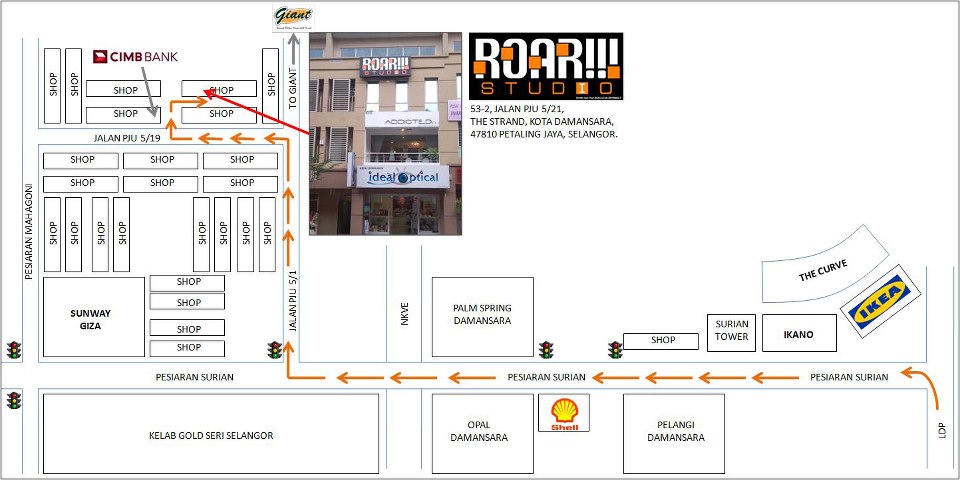 Giant
CIMB BANK
SHOP
SHOP
SHOP
SHOP
SHOP
SHOP
SHOP
TO GIANT
JALAN PJU 5/19
ROAR!!!
STUDIO
ADDICTED...
ideal optical
ROAR!!!
STUDIO
53-2, JALAN PJU 5/21,
THE STRAND, KOTA DAMANSARA,
47810 PETALING JAYA, SELANGOR.
SHOP
SHOP
SHOP
SHOP
SHOP
SHOP
PESIARAN MAHAGONI
SHOP
SHOP
SHOP
SHOP
SHOP
SHOP
SHOP
SHOP
SUNWAY
GIZA
SHOP
SHOP
SHOP
SHOP
JALAN PJU 5/1
NKVE
PALM SPRING
DAMANSARA
SHOP
SURIAN
TOWER
IKANO
THE CURVE
IKEA
PESIARAN SURIAN
PESIARAN SURIAN
PESIARAN SURIAN
LDP
KELAB GOLD SERI SELANGOR
OPAL
DAMANSARA
Shell
PELANGI
DAMANSARA